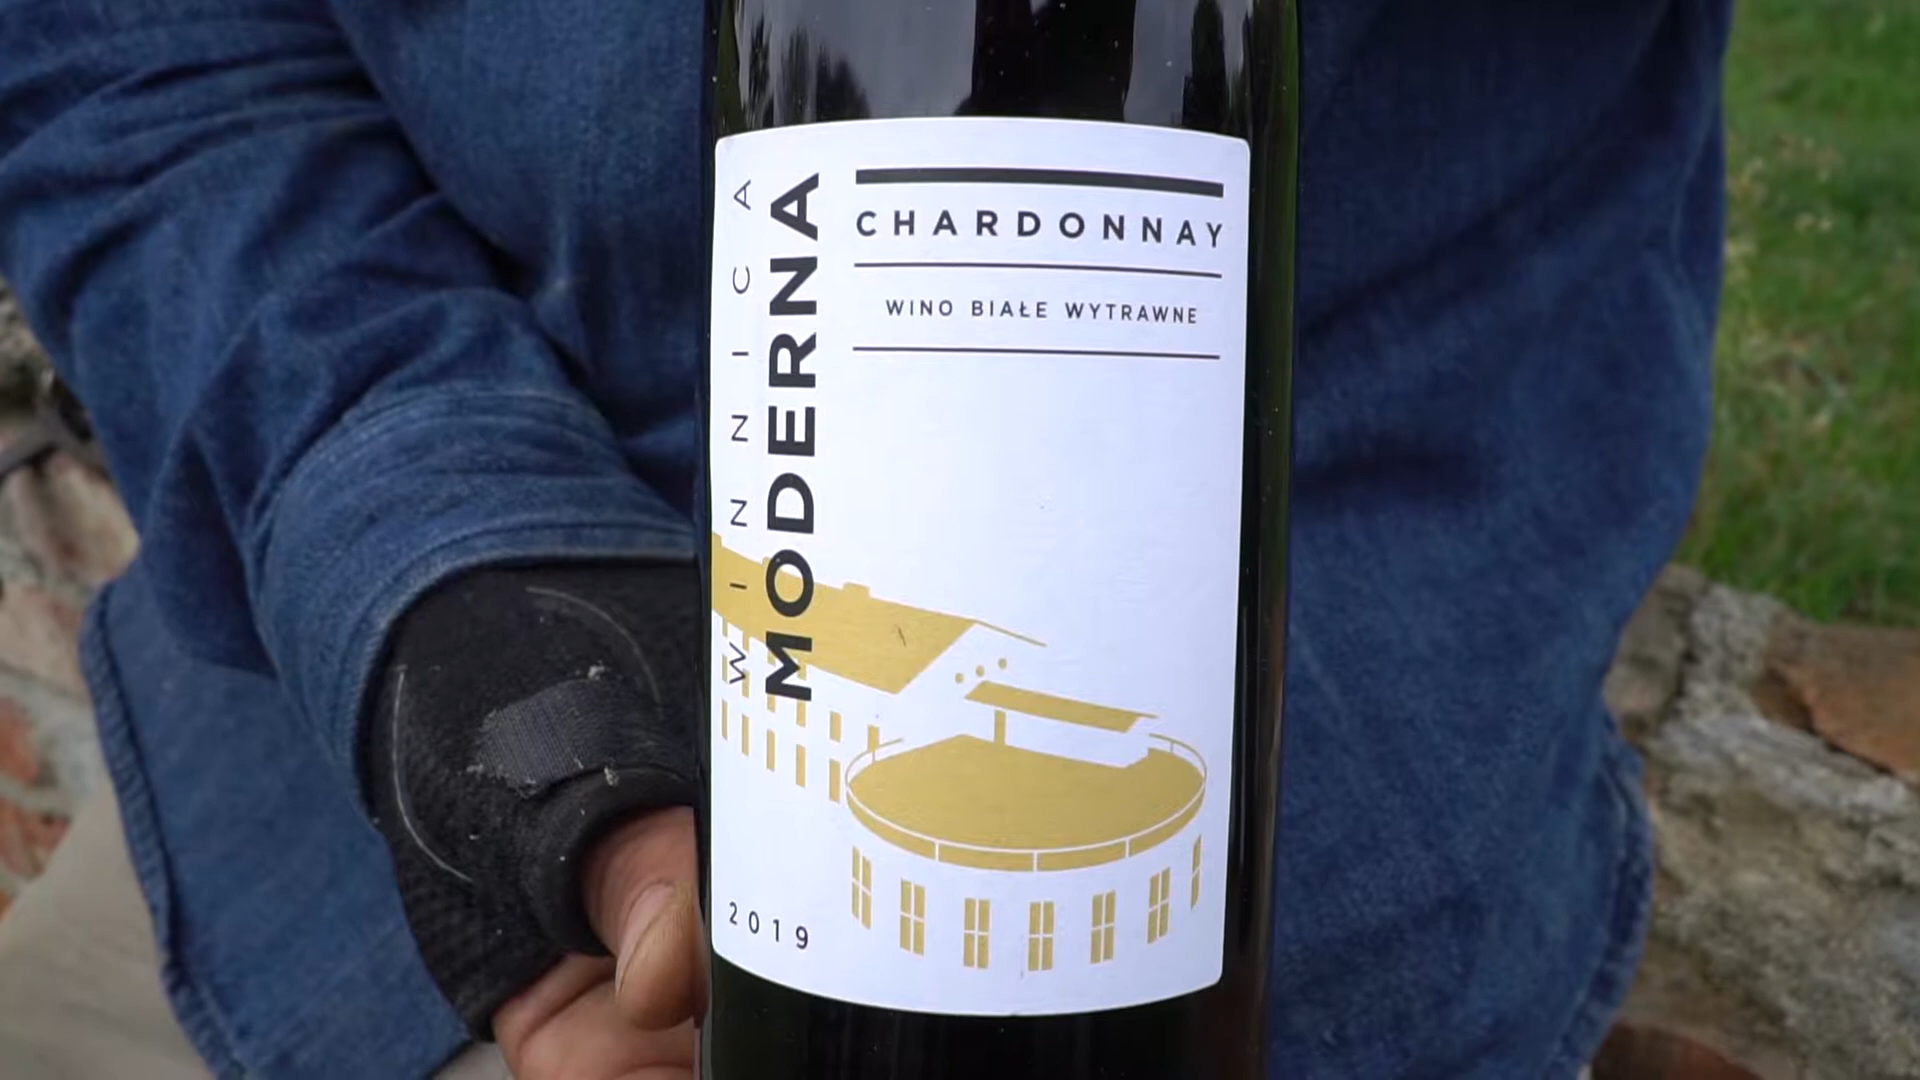 WINNICA
MODERNA
CHARDONNAY
WINO BIAŁE WYTRAWNE
2019